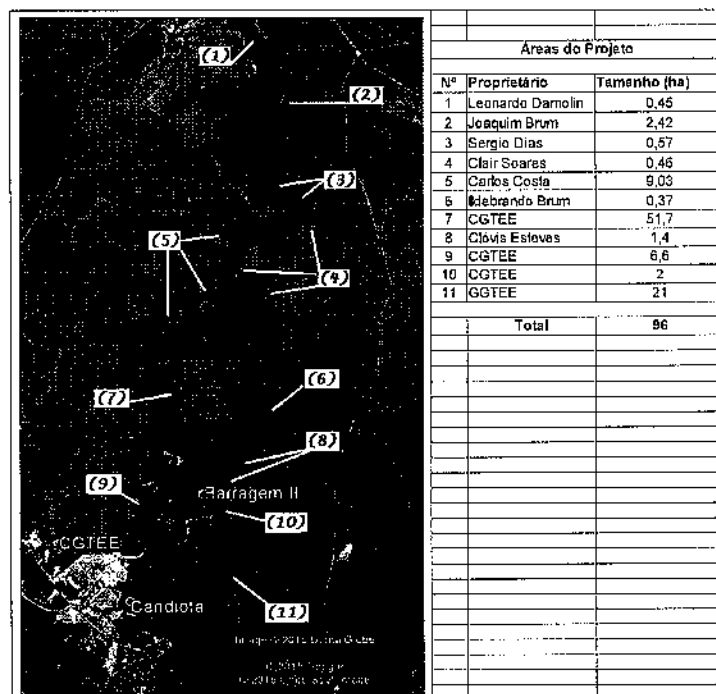 (1)
(2)
(3)
(5)
(4)
(7)
(6)
(8)
(9)
Barragem II
(10)
CGTEE
Candiota
(11)
Áreas do Projeto
Nº Proprietário Tamanho (ha)
1 Leonardo Darnolin 0,45
2 Joaquim Brum 2,42
3 Sergio Dias 0,57
4 Clair Soares 0,46
5 Carlos Costa 9,03
6 Ildebrando Brum 0,37
7 CGTEE 51,7
8 Clóvis Esteves 1,4
9 CGTEE 6,6
10 CGTEE 2
11 GGTEE 21
Total 96